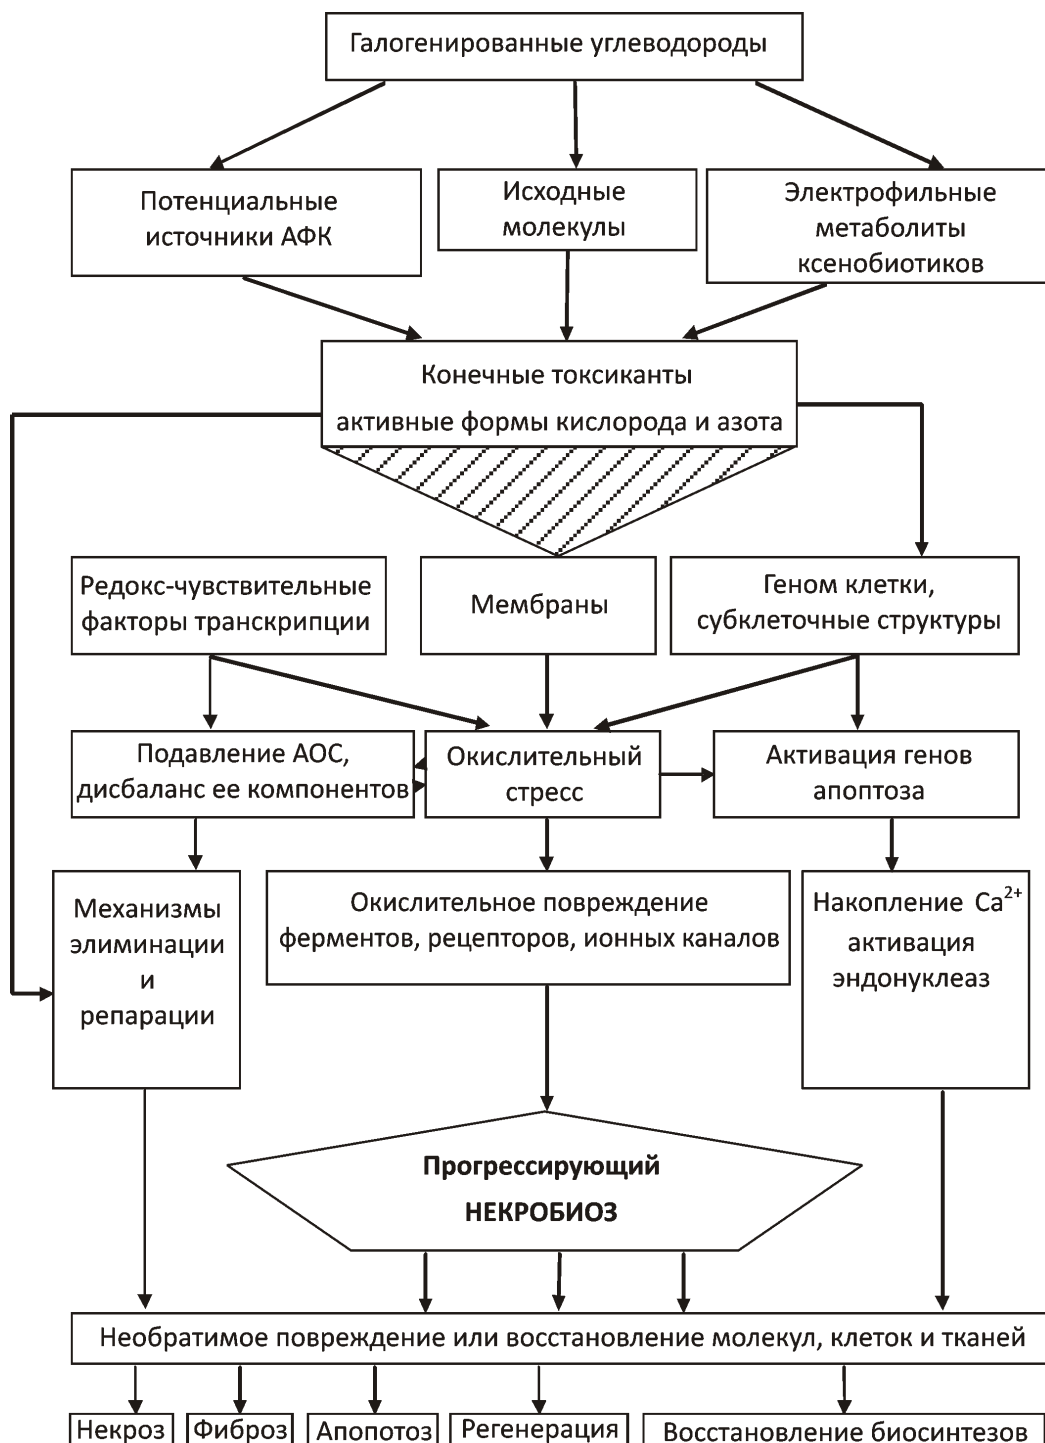 Галогенированные углеводороды
Потенциальные
источники АФК
Исходные
молекулы
Электрофильные
метаболиты
ксенобиотиков
Конечные токсиканты
активные формы кислорода и азота
Редокс-чувствительные
факторы транскрипции
Мембраны
Геном клетки,
субклеточные структуры
Подавление АОС,
дисбаланс ее компонентов
Окислительный
стресс
Активация генов
апоптоза
Механизмы
элиминации
и
репарации
Окислительное повреждение
ферментов, рецепторов, ионных каналов
Накопление Ca²⁺
активация
эндонуклеаз
Прогрессирующий
НЕКРОБИОЗ
Необратимое повреждение или восстановление молекул, клеток и тканей
Некроз
Фиброз
Апопотоз
Регенерация
Восстановление биосинтезов